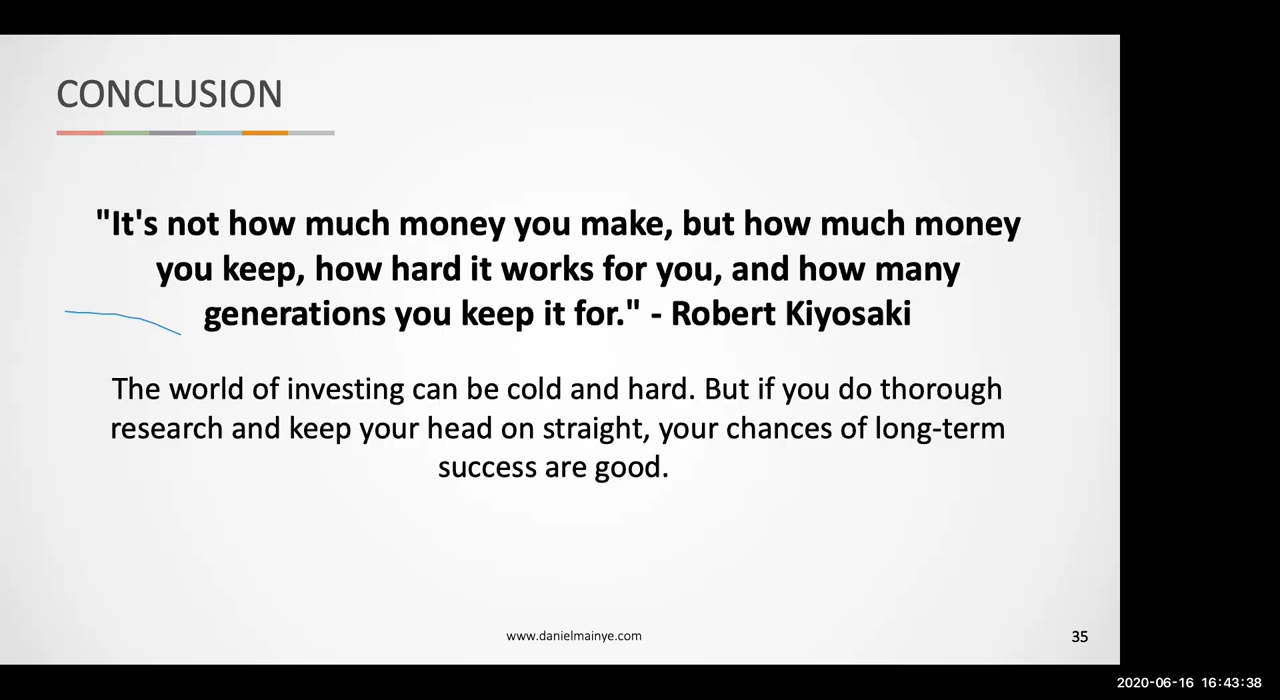 CONCLUSION
"It's not how much money you make, but how much money
you keep, how hard it works for you, and how many
generations you keep it for." - Robert Kiyosaki
The world of investing can be cold and hard. But if you do thorough
research and keep your head on straight, your chances of long-term
success are good.
www.danielmainye.com
35
2020-06-16 16:43:38